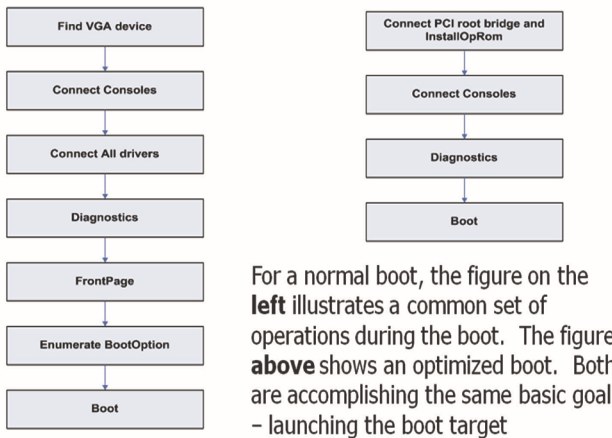 Find VGA device
Connect Consoles
Connect All drivers
Diagnostics
FrontPage
Enumerate BootOption
Boot
Connect PCI root bridge and
InstallOpRom
Connect Consoles
Diagnostics
Boot
For a normal boot, the figure on the
left illustrates a common set of
operations during the boot. The figure
above shows an optimized boot. Both
are accomplishing the same basic goal
– launching the boot target